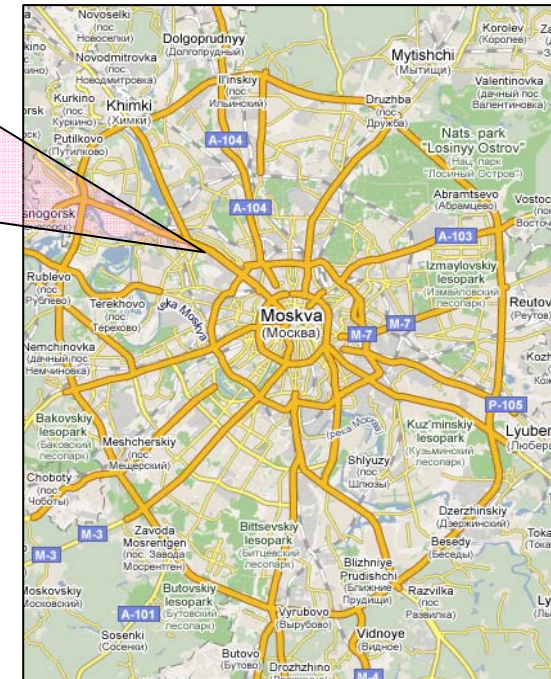 Novoselki
(пос.
Новоселки)
Dolgoprudnyy
(Долгопрудный)
Korolev
(Королев)
Novodmitrovka
(пос.
Новодмитровка)
Mytishchi
(Мытищи)
Il'inskiy
(пос.
Ильинский)
Valentinovka
(дачный пос.
Валентиновка)
Kurkino
(пос.
Куркино)
Khimki
(Химки)
Druzhba
(пос.
Дружба)
Putilkovo
(Путилково)
A-104
Nats. park
"Losinyy Ostrov"
(Нац. парк
"Лосиный Остров")
Abramtsevo
(Абрамцево)
A-104
snogorsk
A-103
Rublevo
(пос.
Рублево)
Terekhovo
(пос.
Терехово)
Izmaylovskiy
lesopark
(Измайловский
лесопарк)
Reutov
(Реутов)
Moskva
(Москва)
M-7
M-7
Nemchinovka
(дачный пос.
Немчиновка)
P-105
Bakovskiy
lesopark
(Баковский
лесопарк)
Meshcherskiy
(пос.
Мещерский)
(река Москва)
Kuz'minskiy
lesopark
(Кузьминский
лесопарк)
Choboty
(пос.
Чоботы)
Shlyuzy
(пос.
Шлюзы)
M-3
M-3
Zavoda
Mosrentgen
(пос. Завода
Мосрентген)
Bittsevskiy
lesopark
(Битцевский
лесопарк)
Dzerzhinskiy
(Дзержинский)
Besedy
(Беседы)
Blizhniye
Prudishchi
(Ближние
Прудищи)
Razvilka
(пос.
Развилка)
A-101
Butovskiy
lesopark
(Бутовский
лесопарк)
Vyrubovo
(Вырубово)
Sosenki
(Сосенки)
Vidnoye
(Видное)
Butovo
(Бутово)
Drozhzhino
M-4